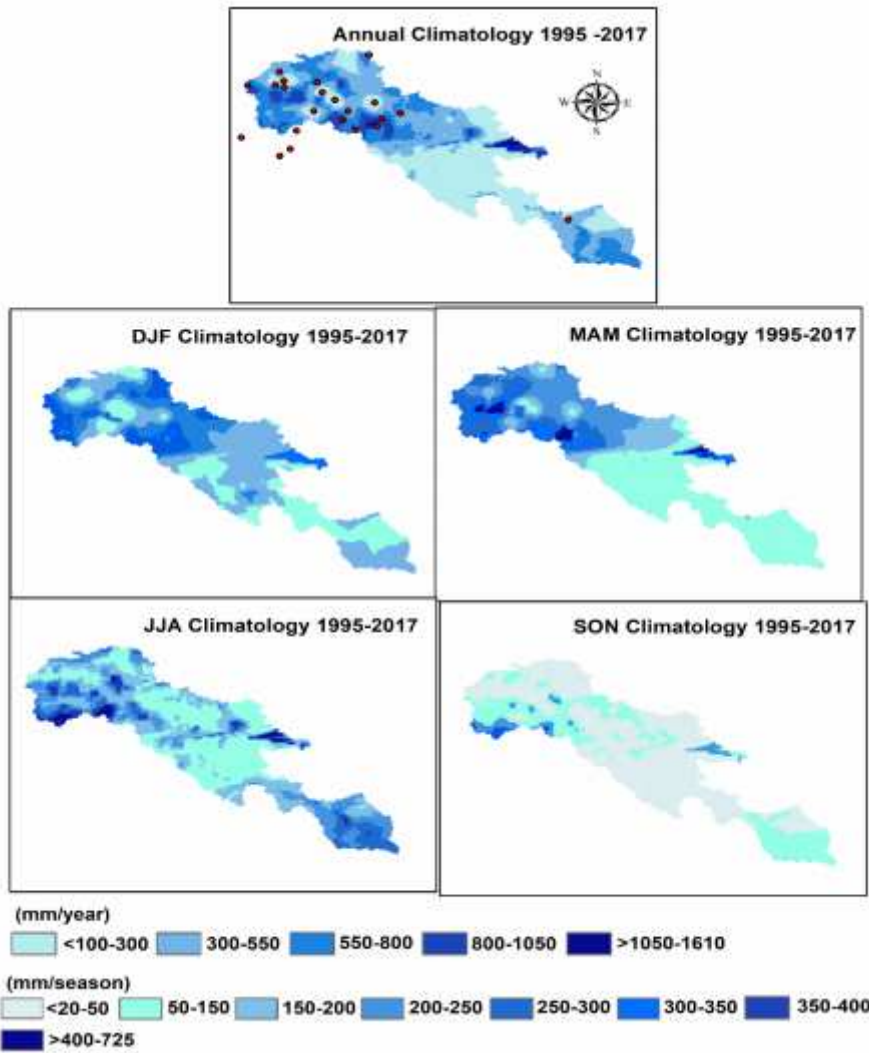 Annual Climatology 1995 -2017
N
W E
S
DJF Climatology 1995-2017
MAM Climatology 1995-2017
JJA Climatology 1995-2017
SON Climatology 1995-2017
(mm/year)
<100-300 300-550 550-800 800-1050 >1050-1610
(mm/season)
<20-50 50-150 150-200 200-250 250-300 300-350 350-400
>400-725